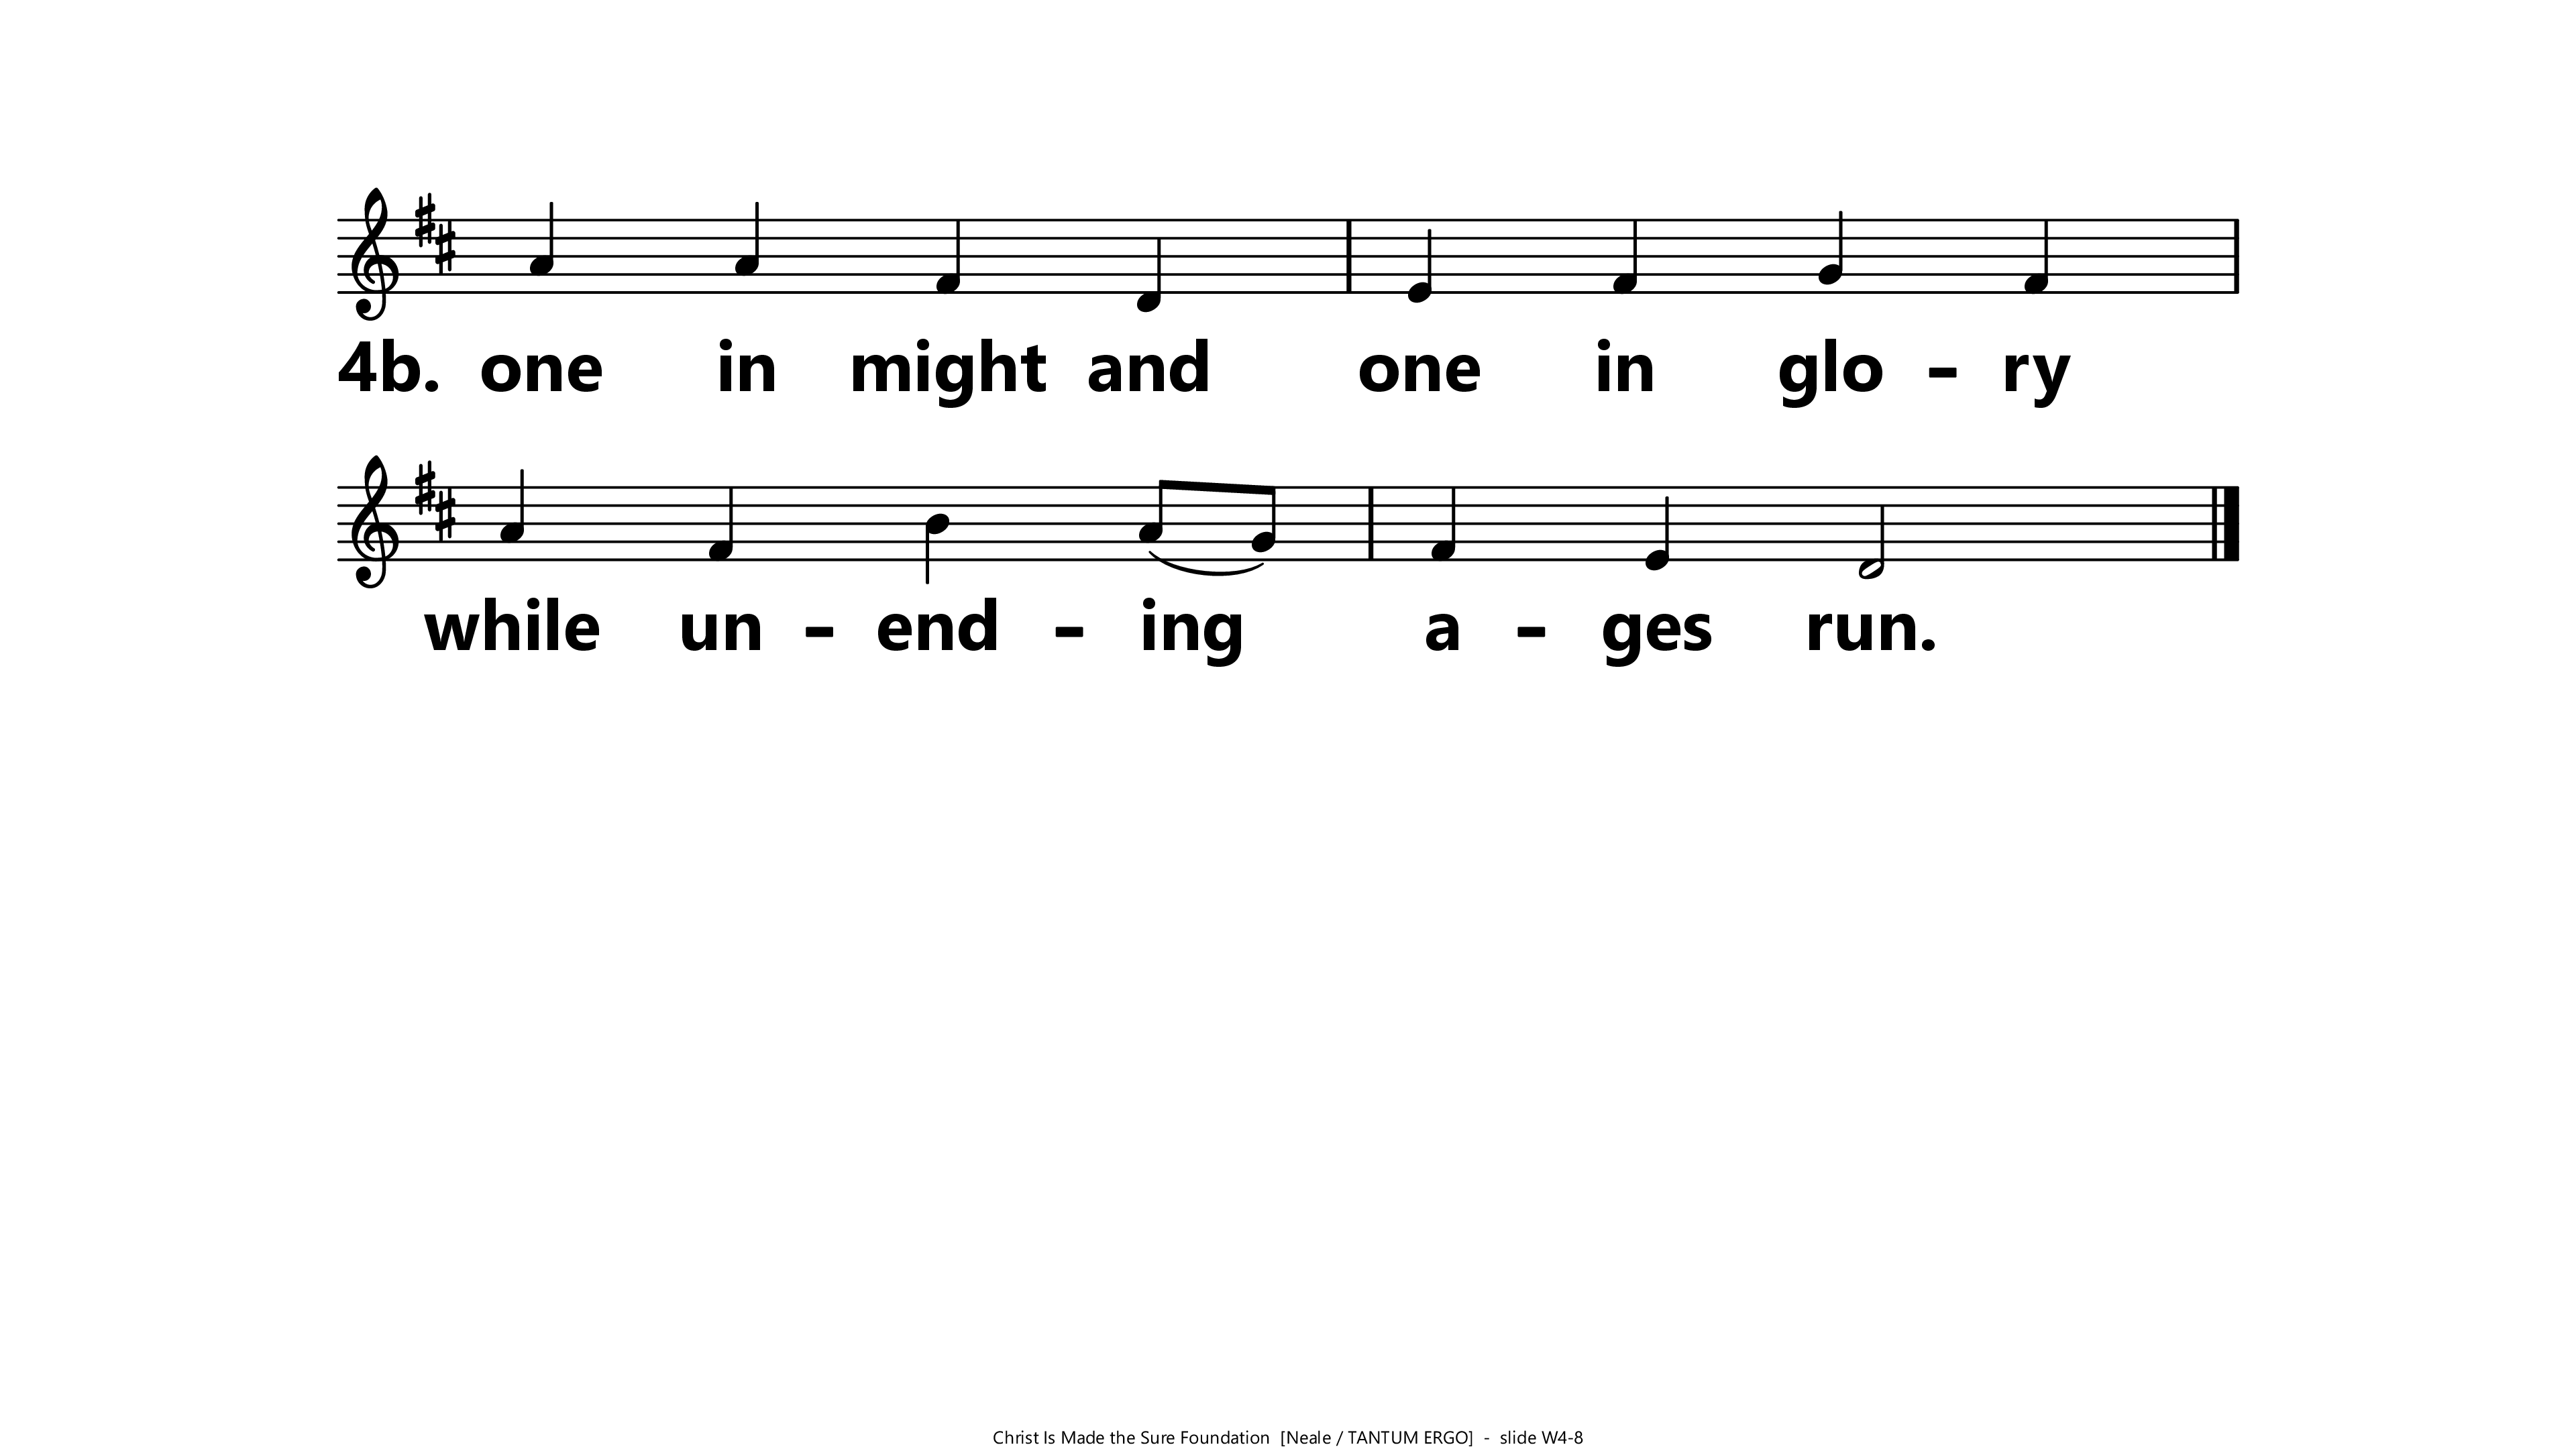 4b. one in might and one in glo - ry
while un - end - ing a - ges run.
Christ Is Made the Sure Foundation [Neale / TANTUM ERGO] - slide W4-8